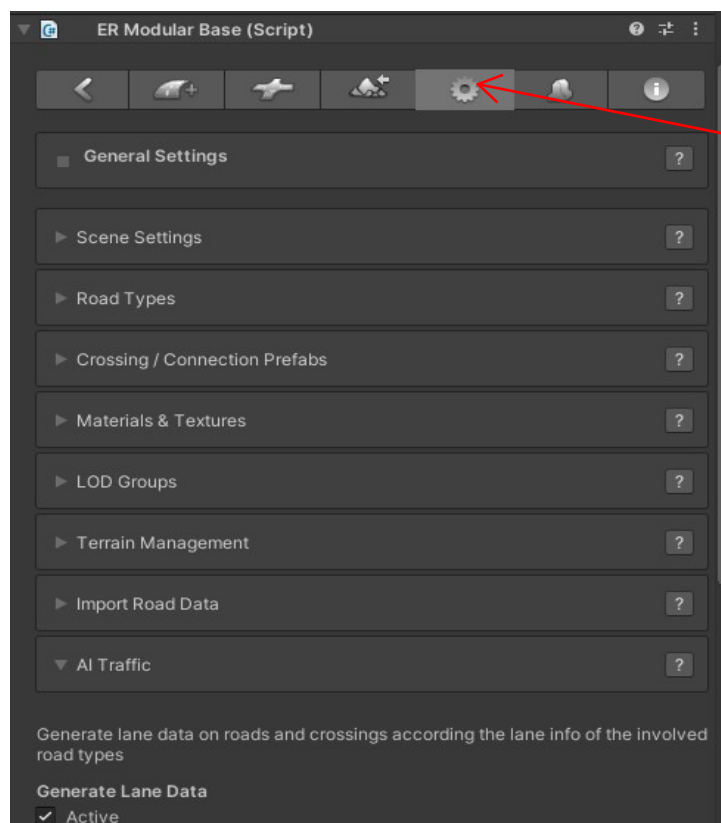 ER Modular Base (Script)
General Settings
?
Scene Settings
?
Road Types
?
Crossing / Connection Prefabs
?
Materials & Textures
?
LOD Groups
?
Terrain Management
?
Import Road Data
?
AI Traffic
?
Generate lane data on roads and crossings according the lane info of the involved
road types
Generate Lane Data
Active